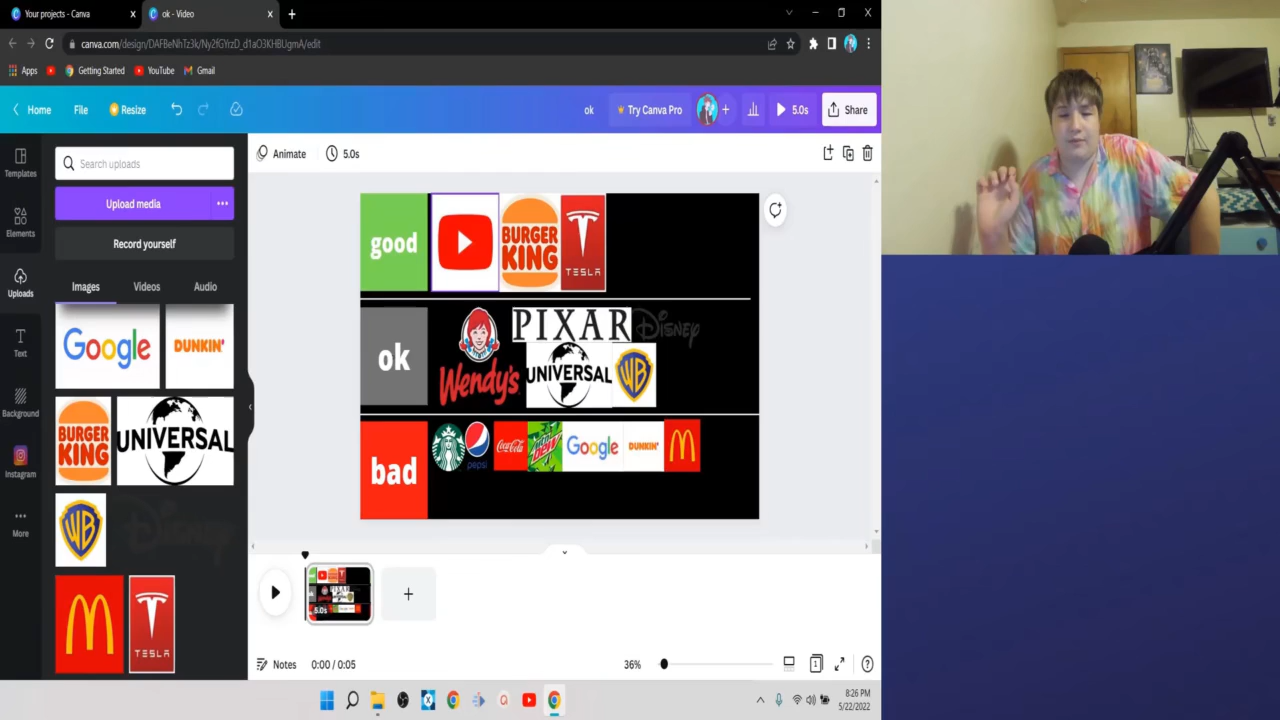 Your projects - Canva
ok - Video
canva.com/design/DAFBeNhTz3k/Ny2fGYrzD_d1aO3KHBUgmA/edit
Apps
Getting Started
YouTube
Gmail
Home
File
Resize
ok
Try Canva Pro
5.0s
Share
Templates
Elements
Uploads
Text
Background
Instagram
More
Search uploads
Upload media
Record yourself
Images
Videos
Audio
Google
DUNKIN'
BURGER
KING
UNIVERSAL
WB
Disney
TESLA
Animate
5.0s
good
BURGER
KING
TESLA
ok
Wendy's
PIXAR
Disney
UNIVERSAL
WB
bad
pepsi
Coca-Cola
Mtn
DEW
Google
DUNKIN'
5.0s
Notes
0:00 / 0:05
36%
1
8:26 PM
5/22/2022